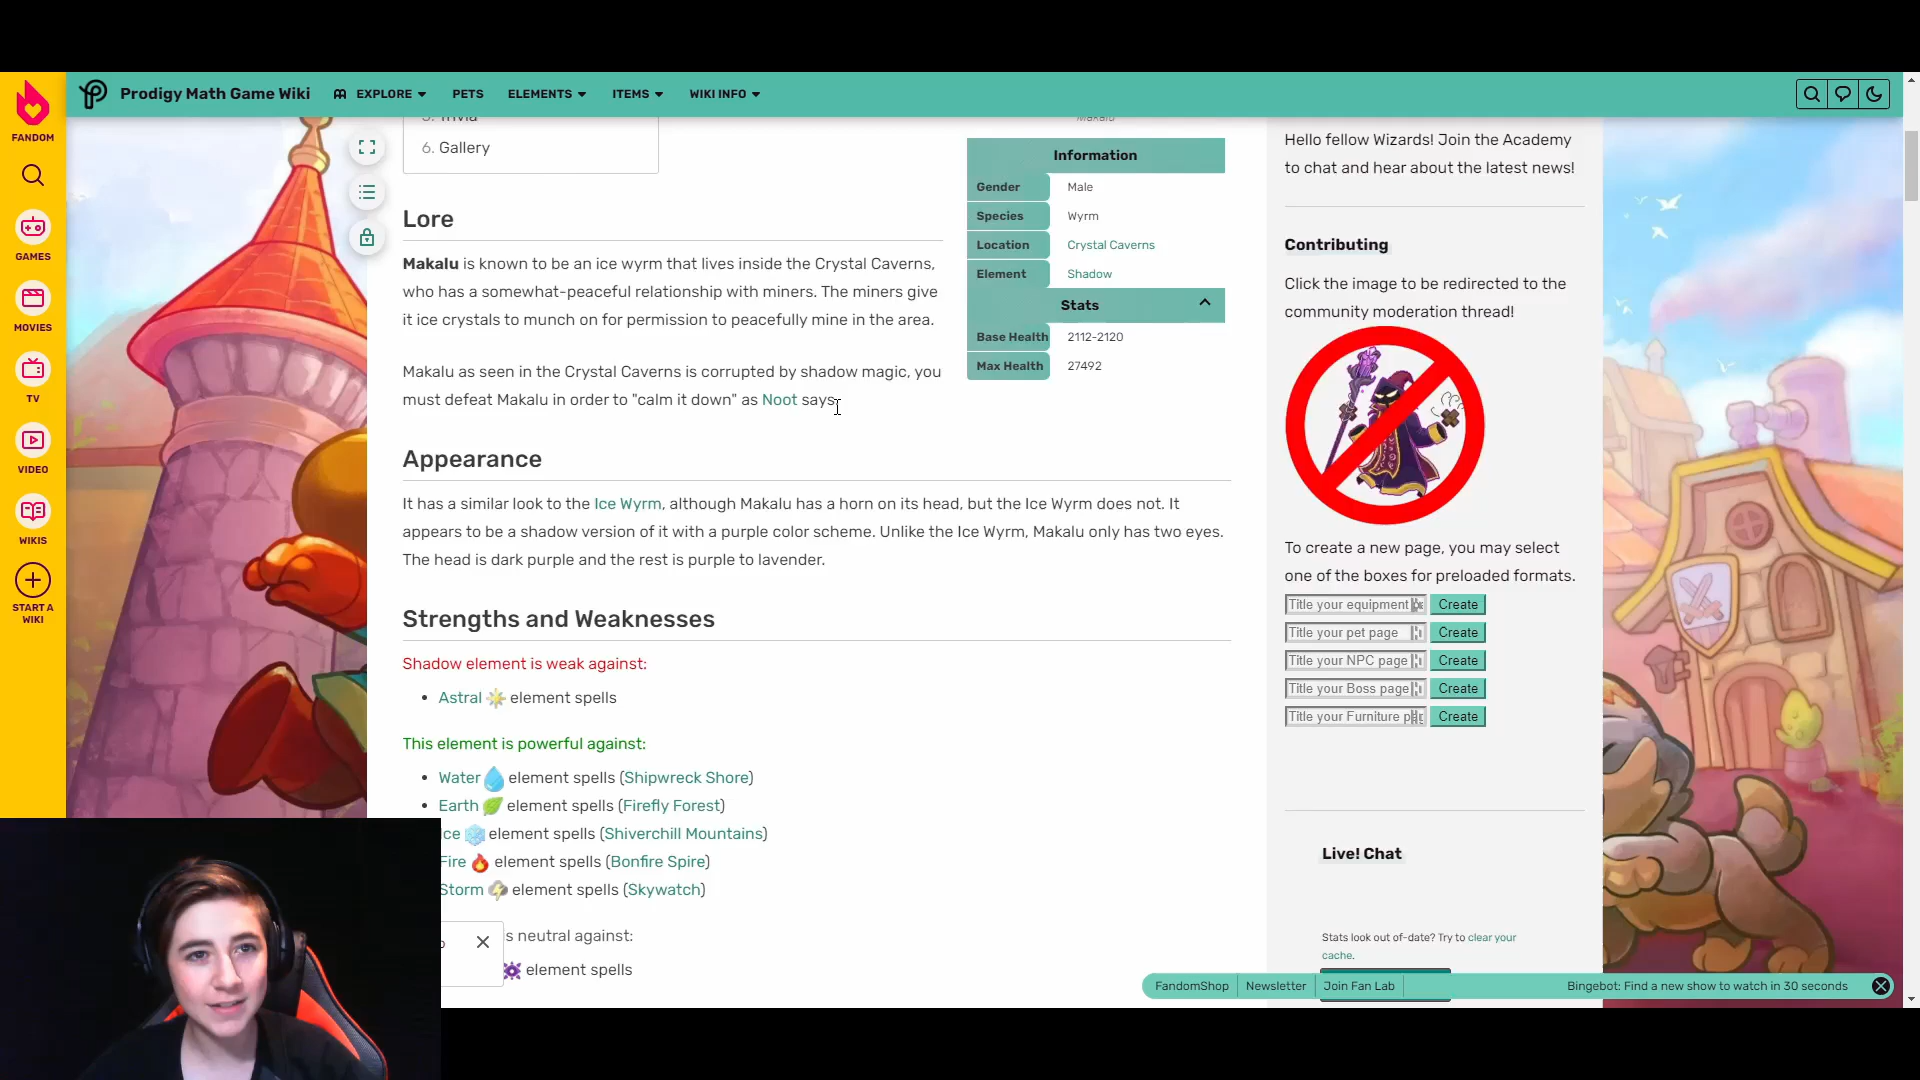 FANDOM
GAMES
MOVIES
TV
VIDEO
WIKIS
START A
WIKI
Prodigy Math Game Wiki
EXPLORE
PETS
ELEMENTS
ITEMS
WIKI INFO
6. Gallery
Lore
Makalu is known to be an ice wyrm that lives inside the Crystal Caverns,
who has a somewhat-peaceful relationship with miners. The miners give
it ice crystals to munch on for permission to peacefully mine in the area.
Makalu as seen in the Crystal Caverns is corrupted by shadow magic, you
must defeat Makalu in order to "calm it down" as Noot says.
Appearance
It has a similar look to the Ice Wyrm, although Makalu has a horn on its head, but the Ice Wyrm does not. It
appears to be a shadow version of it with a purple color scheme. Unlike the Ice Wyrm, Makalu only has two eyes.
The head is dark purple and the rest is purple to lavender.
Strengths and Weaknesses
Shadow element is weak against:
• Astral element spells
This element is powerful against:
• Water element spells (Shipwreck Shore)
• Earth element spells (Firefly Forest)
Ice element spells (Shiverchill Mountains)
Fire element spells (Bonfire Spire)
Storm element spells (Skywatch)
s neutral against:
element spells
Makalu
Information
Gender Male
Species Wyrm
Location Crystal Caverns
Element Shadow
Stats
Base Health 2112-2120
Max Health 27492
Hello fellow Wizards! Join the Academy
to chat and hear about the latest news!
Contributing
Click the image to be redirected to the
community moderation thread!
To create a new page, you may select
one of the boxes for preloaded formats.
Title your equipment Create
Title your pet page Create
Title your NPC page Create
Title your Boss page Create
Title your Furniture Create
Live! Chat
Stats look out-of-date? Try to clear your
cache.
FandomShop
Newsletter
Join Fan Lab
Bingebot: Find a new show to watch in 30 seconds